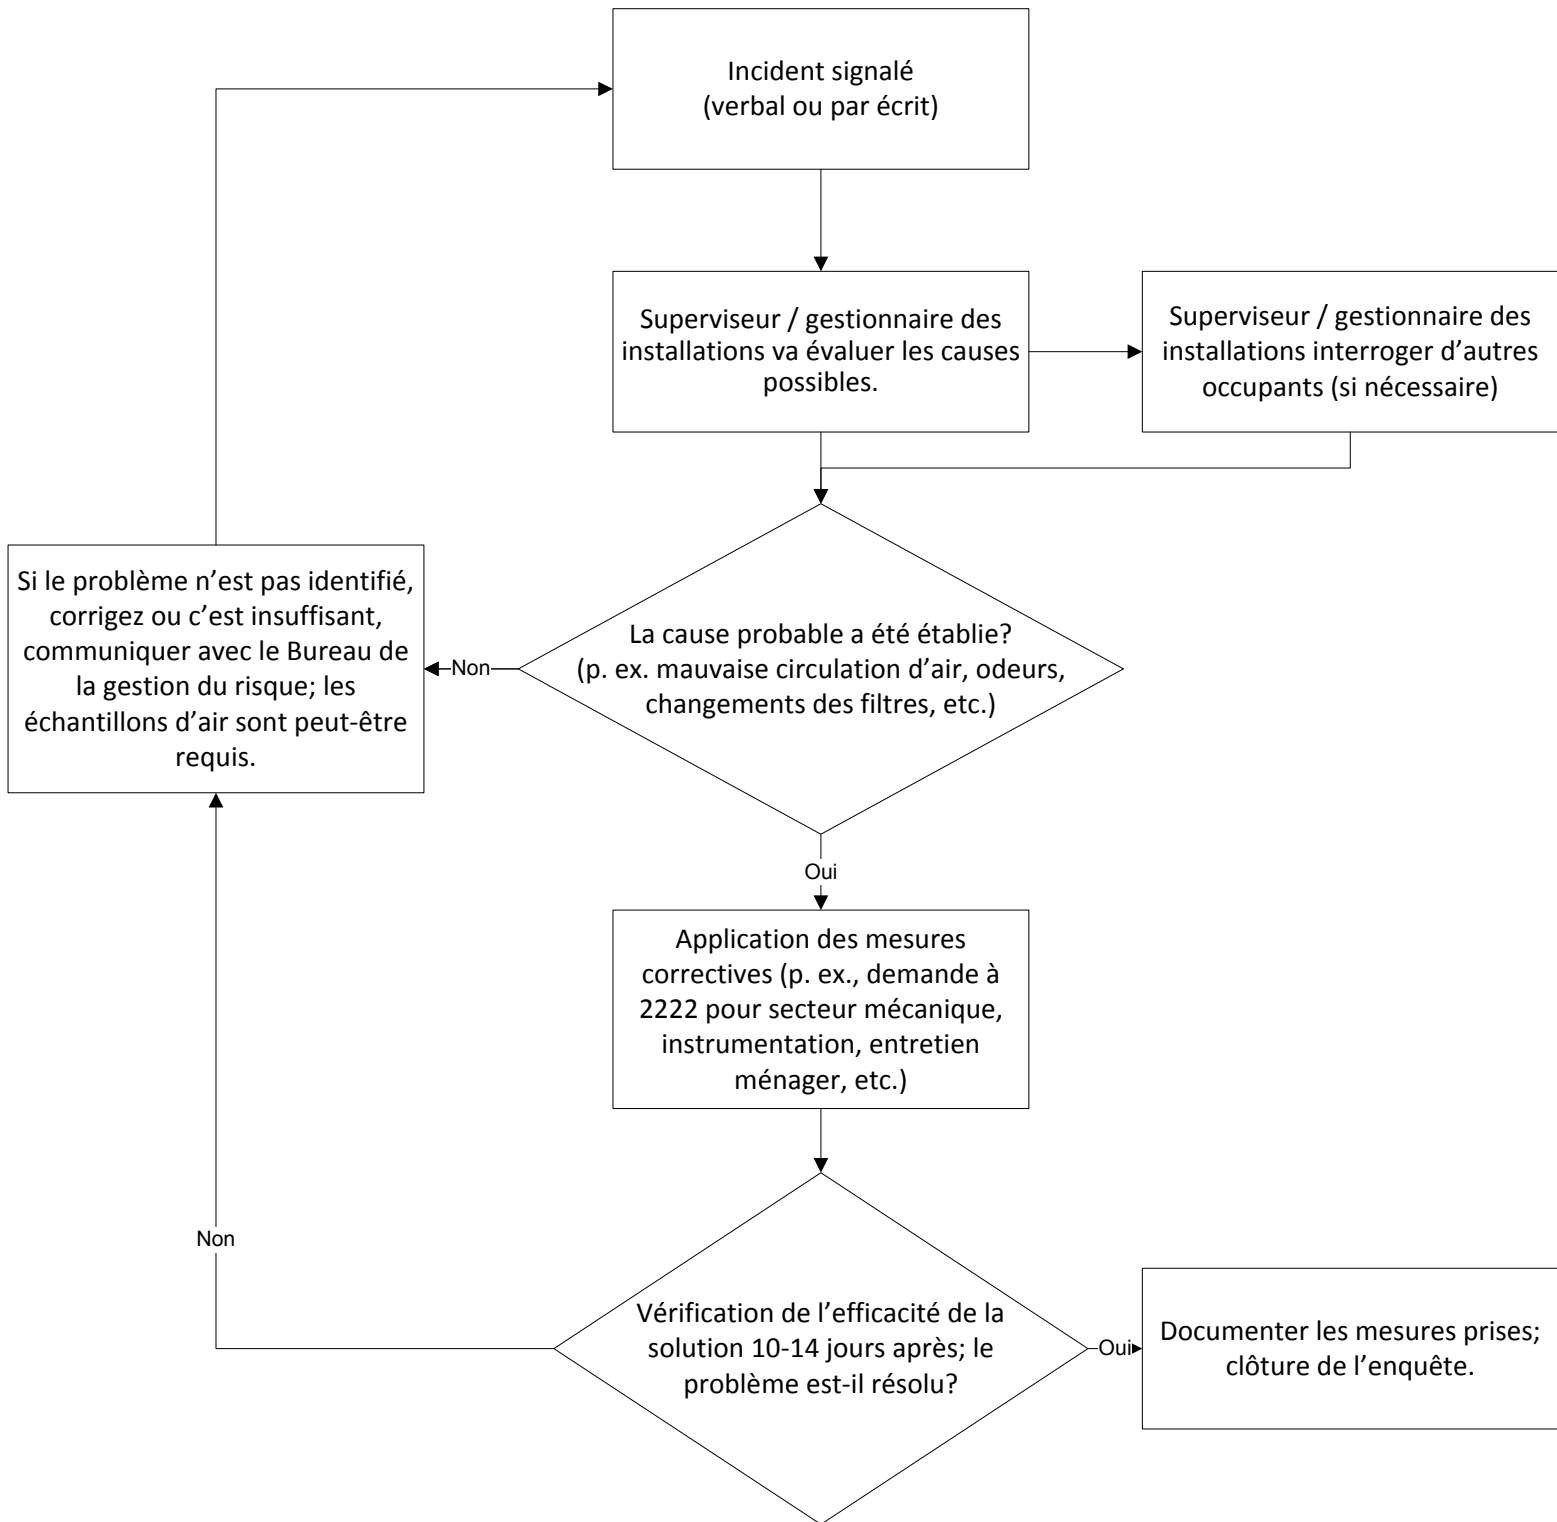 Incident signalé
(verbal ou par écrit)
Superviseur / gestionnaire des
installations va évaluer les causes
possibles.
Superviseur / gestionnaire des
installations interroger d’autres
occupants (si nécessaire)
Si le problème n’est pas identifié,
corrigez ou c’est insuffisant,
communiquer avec le Bureau de
la gestion du risque; les
échantillons d’air sont peut-être
requis.
Non
La cause probable a été établie?
(p. ex. mauvaise circulation d’air, odeurs,
changements des filtres, etc.)
Oui
Application des mesures
correctives (p. ex., demande à
2222 pour secteur mécanique,
instrumentation, entretien
ménager, etc.)
Non
Vérification de l’efficacité de la
solution 10-14 jours après; le
problème est-il résolu?
Oui
Documenter les mesures prises;
clôture de l’enquête.